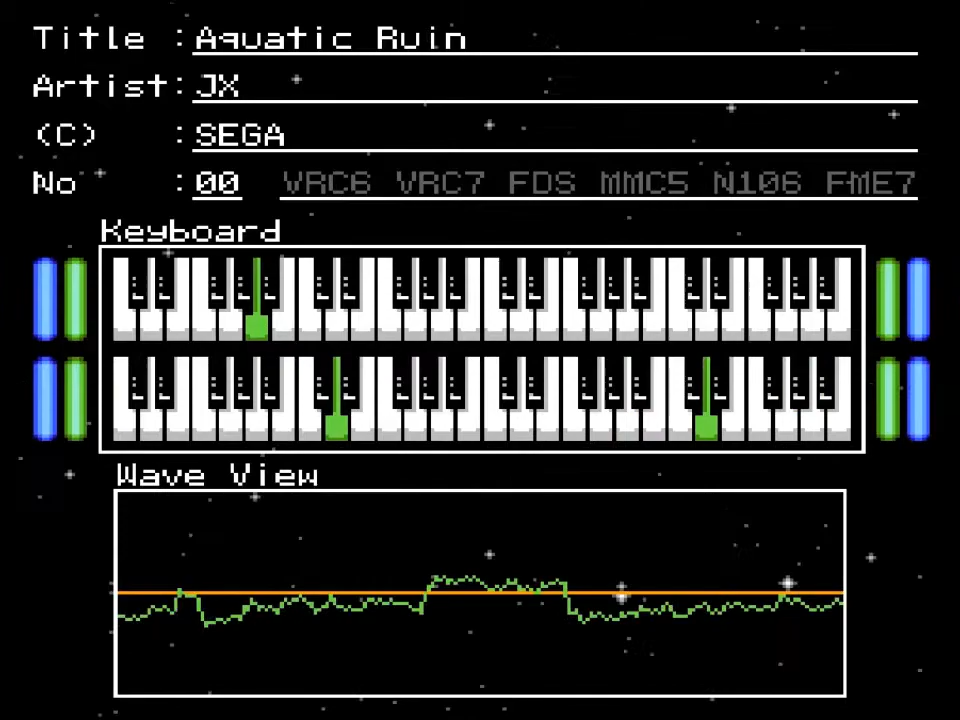 Title : Aquatic Ruin
Artist: JX
(C) : SEGA
No : 00 VRC6 VRC7 FDS MMC5 N106 FME7
Keyboard
Wave View